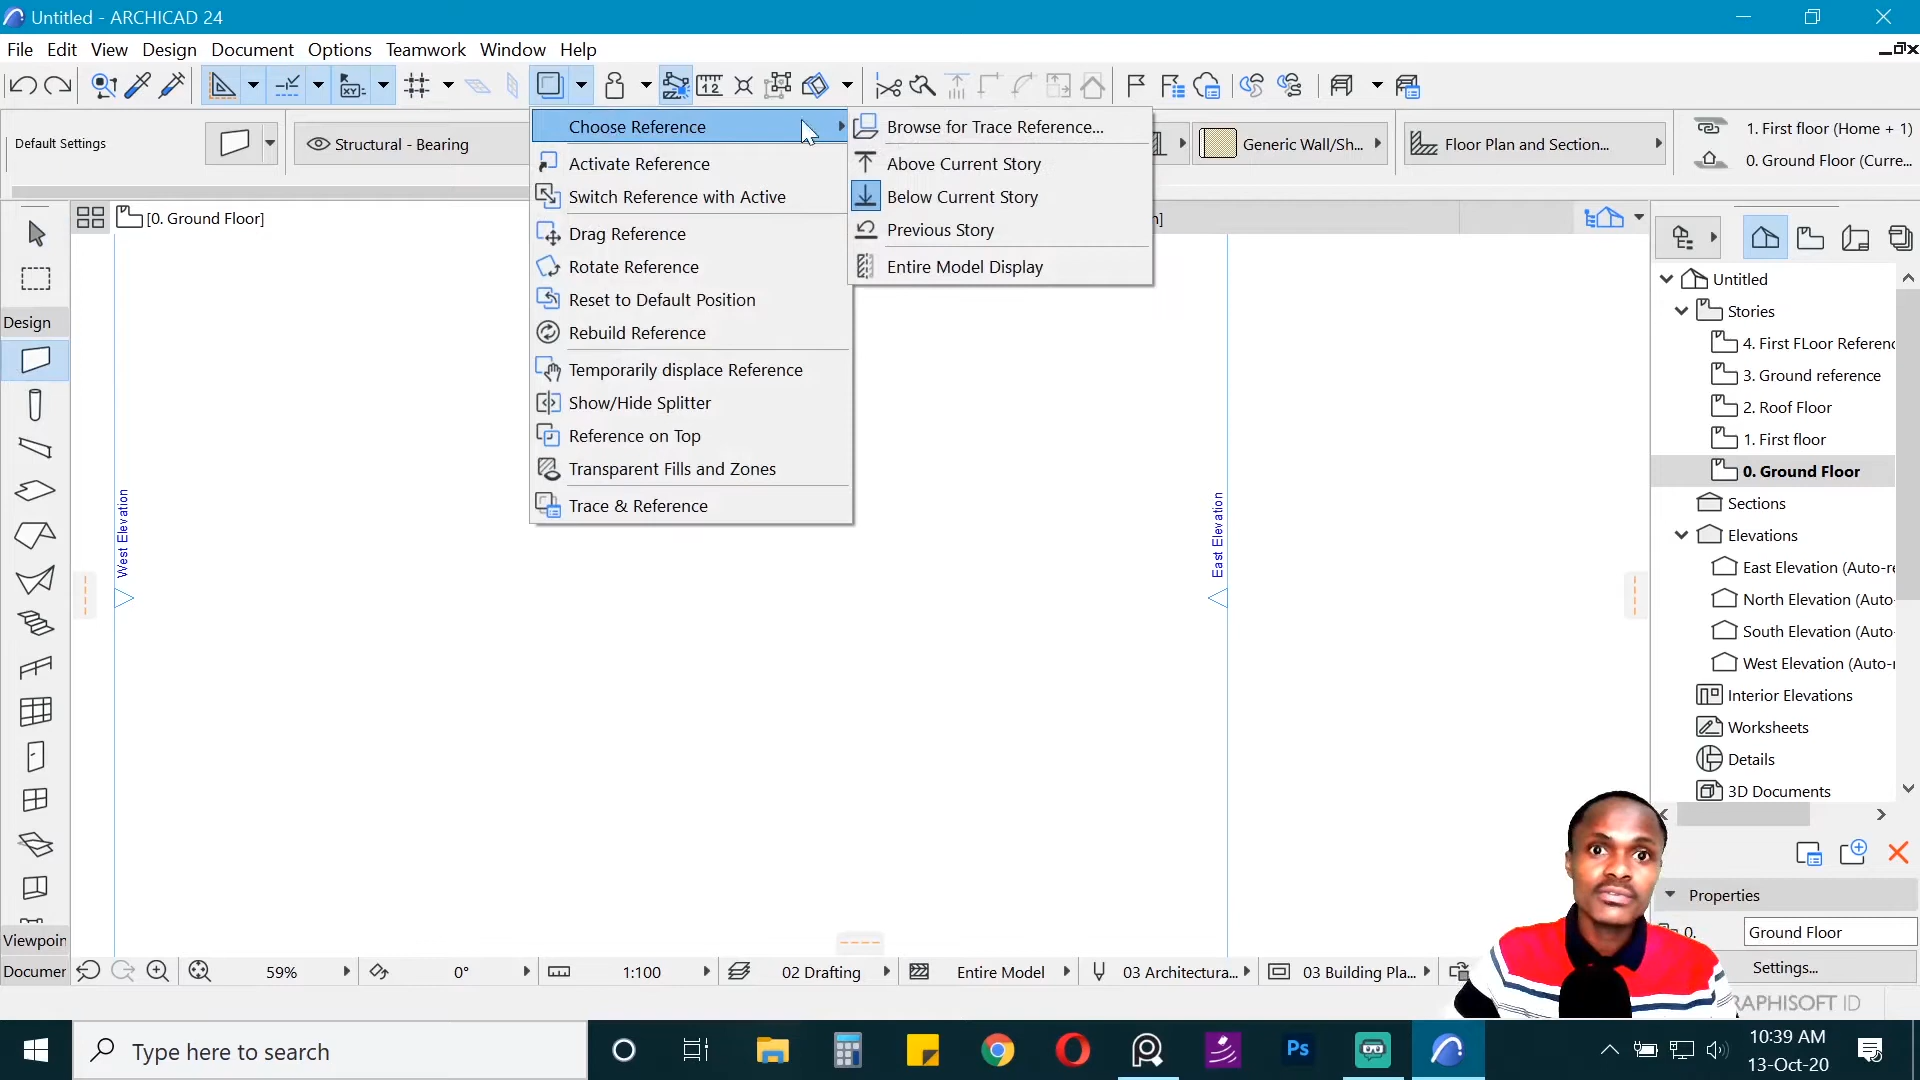 Untitled - ARCHICAD 24
File Edit View Design Document Options Teamwork Window Help
Default Settings
Structural - Bearing
Generic Wall/Sh...
Floor Plan and Section...
1. First floor (Home + 1)
0. Ground Floor (Curre...
Choose Reference
Activate Reference
Switch Reference with Active
Drag Reference
Rotate Reference
Reset to Default Position
Rebuild Reference
Temporarily displace Reference
Show/Hide Splitter
Reference on Top
Transparent Fills and Zones
Trace & Reference
Browse for Trace Reference...
Above Current Story
Below Current Story
Previous Story
Entire Model Display
[0. Ground Floor]
Design
Viewpoin
Documen
West Elevation
East Elevation
Untitled
Stories
4. First FLoor Referenc
3. Ground reference
2. Roof Floor
1. First floor
0. Ground Floor
Sections
Elevations
East Elevation (Auto-re
North Elevation (Auto-
South Elevation (Auto-
West Elevation (Auto-r
Interior Elevations
Worksheets
Details
3D Documents
Properties
0. Ground Floor
Settings...
59% 0° 1:100 02 Drafting Entire Model 03 Architectura... 03 Building Pla...
RAPHISOFT ID
Type here to search
Ps
10:39 AM
13-Oct-20